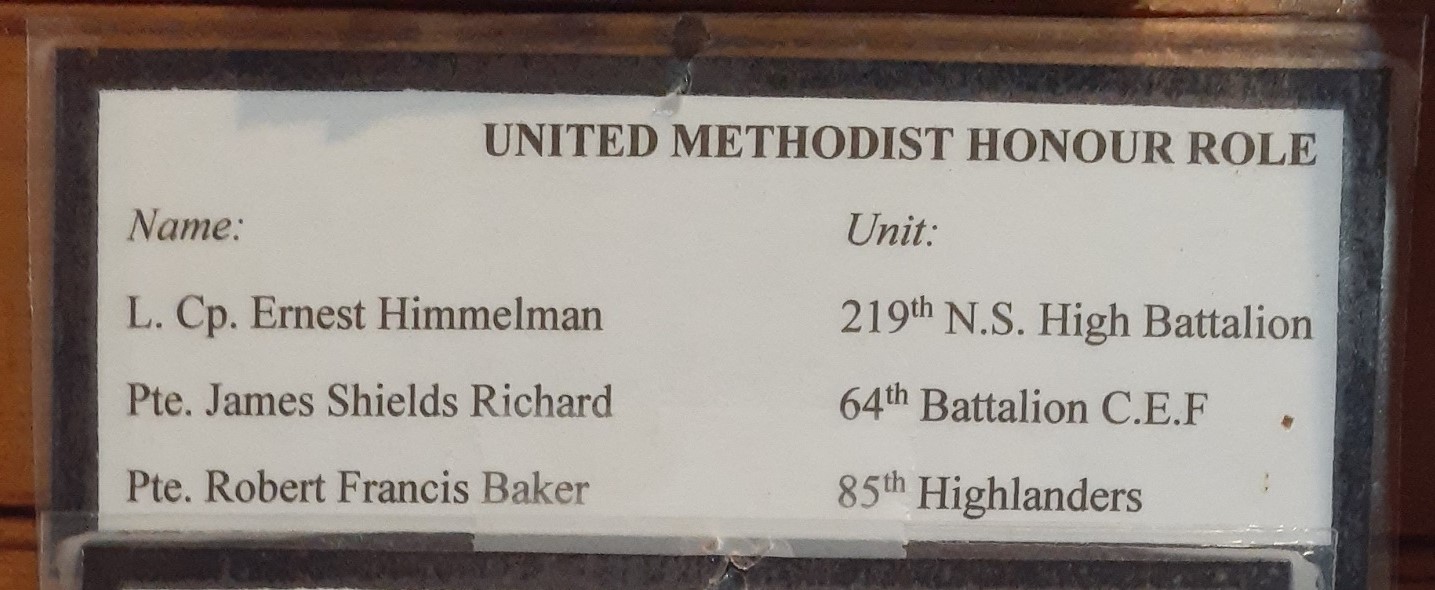 UNITED METHODIST HONOUR ROLE
Name: Unit:
L. Cp. Ernest Himmelman 219th N.S. High Battalion
Pte. James Shields Richard 64th Battalion C.E.F
Pte. Robert Francis Baker 85th Highlanders